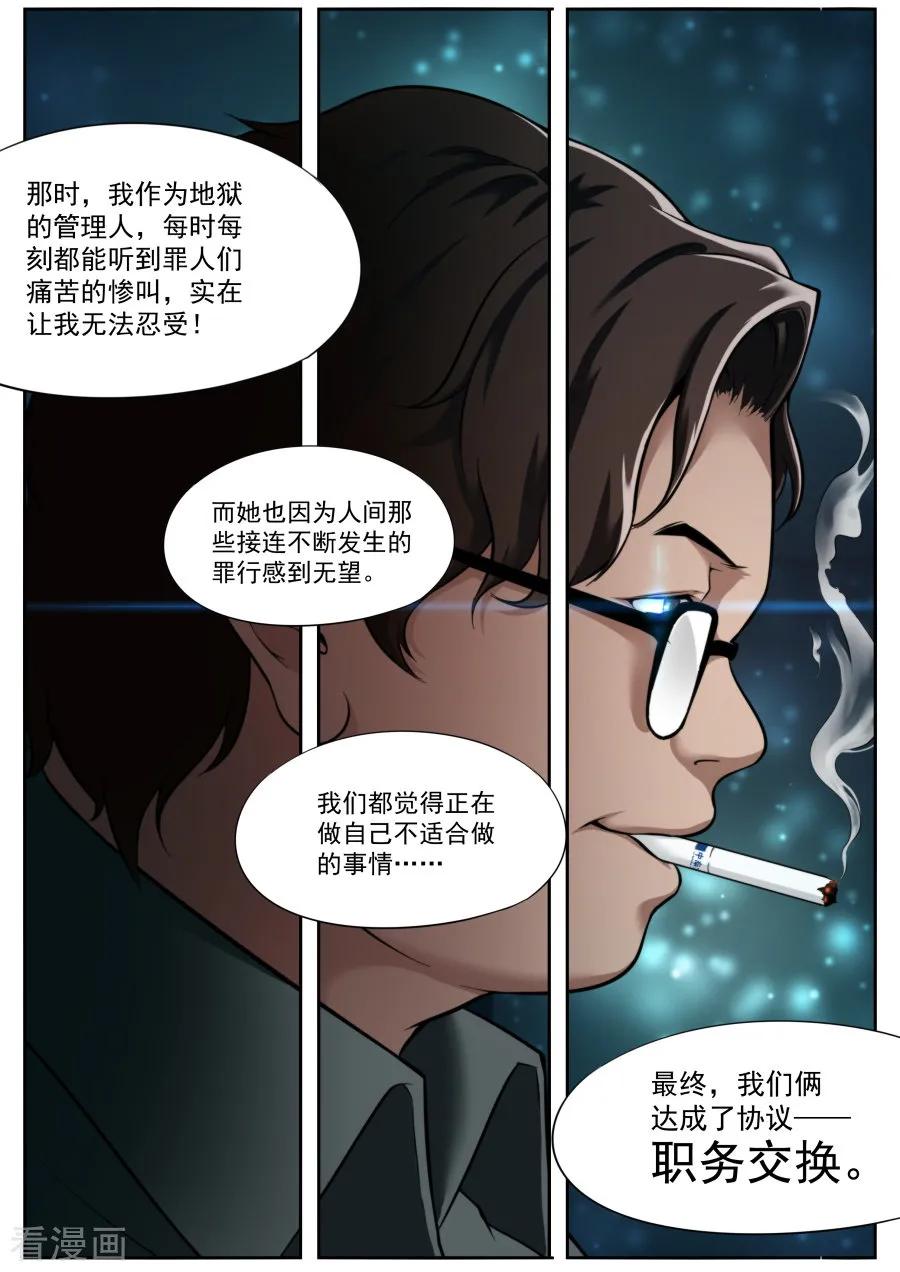 那时，我作为地狱
的管理人，每时每
刻都能听到罪人们
痛苦的惨叫，实在
让我无法忍受！
而她也因为人间那
些接连不断发生的
罪行感到无望。
我们都觉得正在
做自己不适合做
的事情……
最终，我们俩
达成了协议——
职务交换。
看漫画